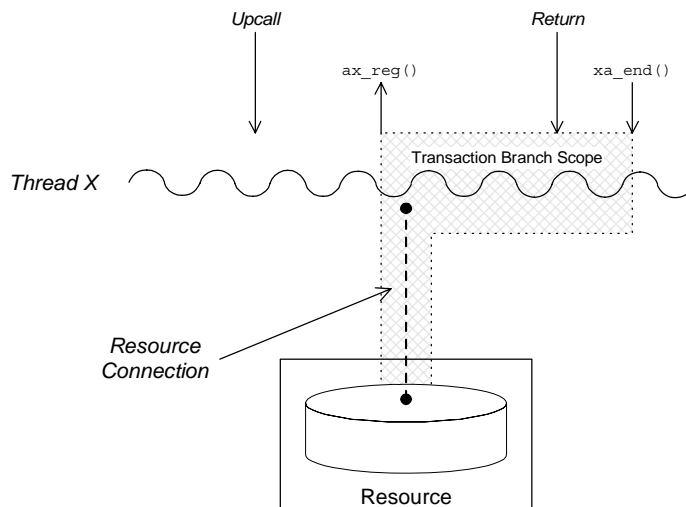 Upcall
Return
ax_reg()
xa_end()
Transaction Branch Scope
Thread X
Resource
Connection
Resource